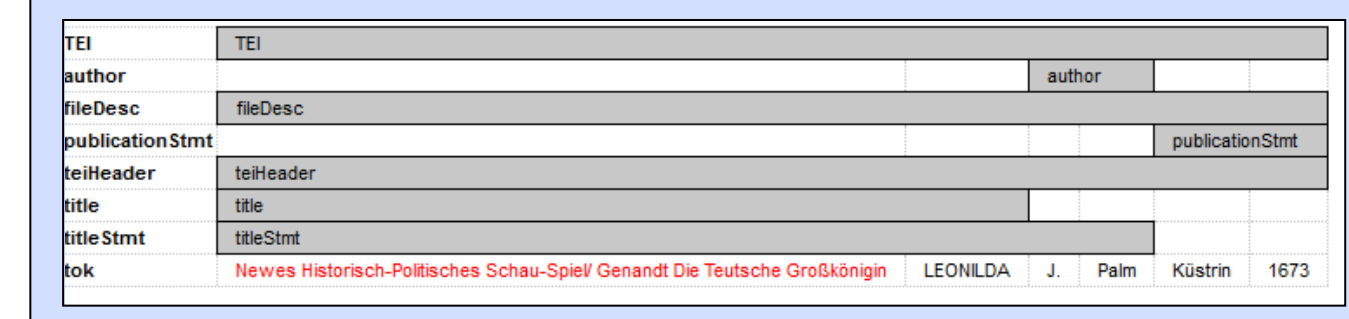 TEI TEI
author author
fileDesc fileDesc
publicationStmt publicationStmt
teiHeader teiHeader
title title
titleStmt titleStmt
tok Newes Historisch-Politisches Schau-Spiel/ Genandt Die Teutsche Großkönigin LEONILDA J. Palm Küstrin 1673